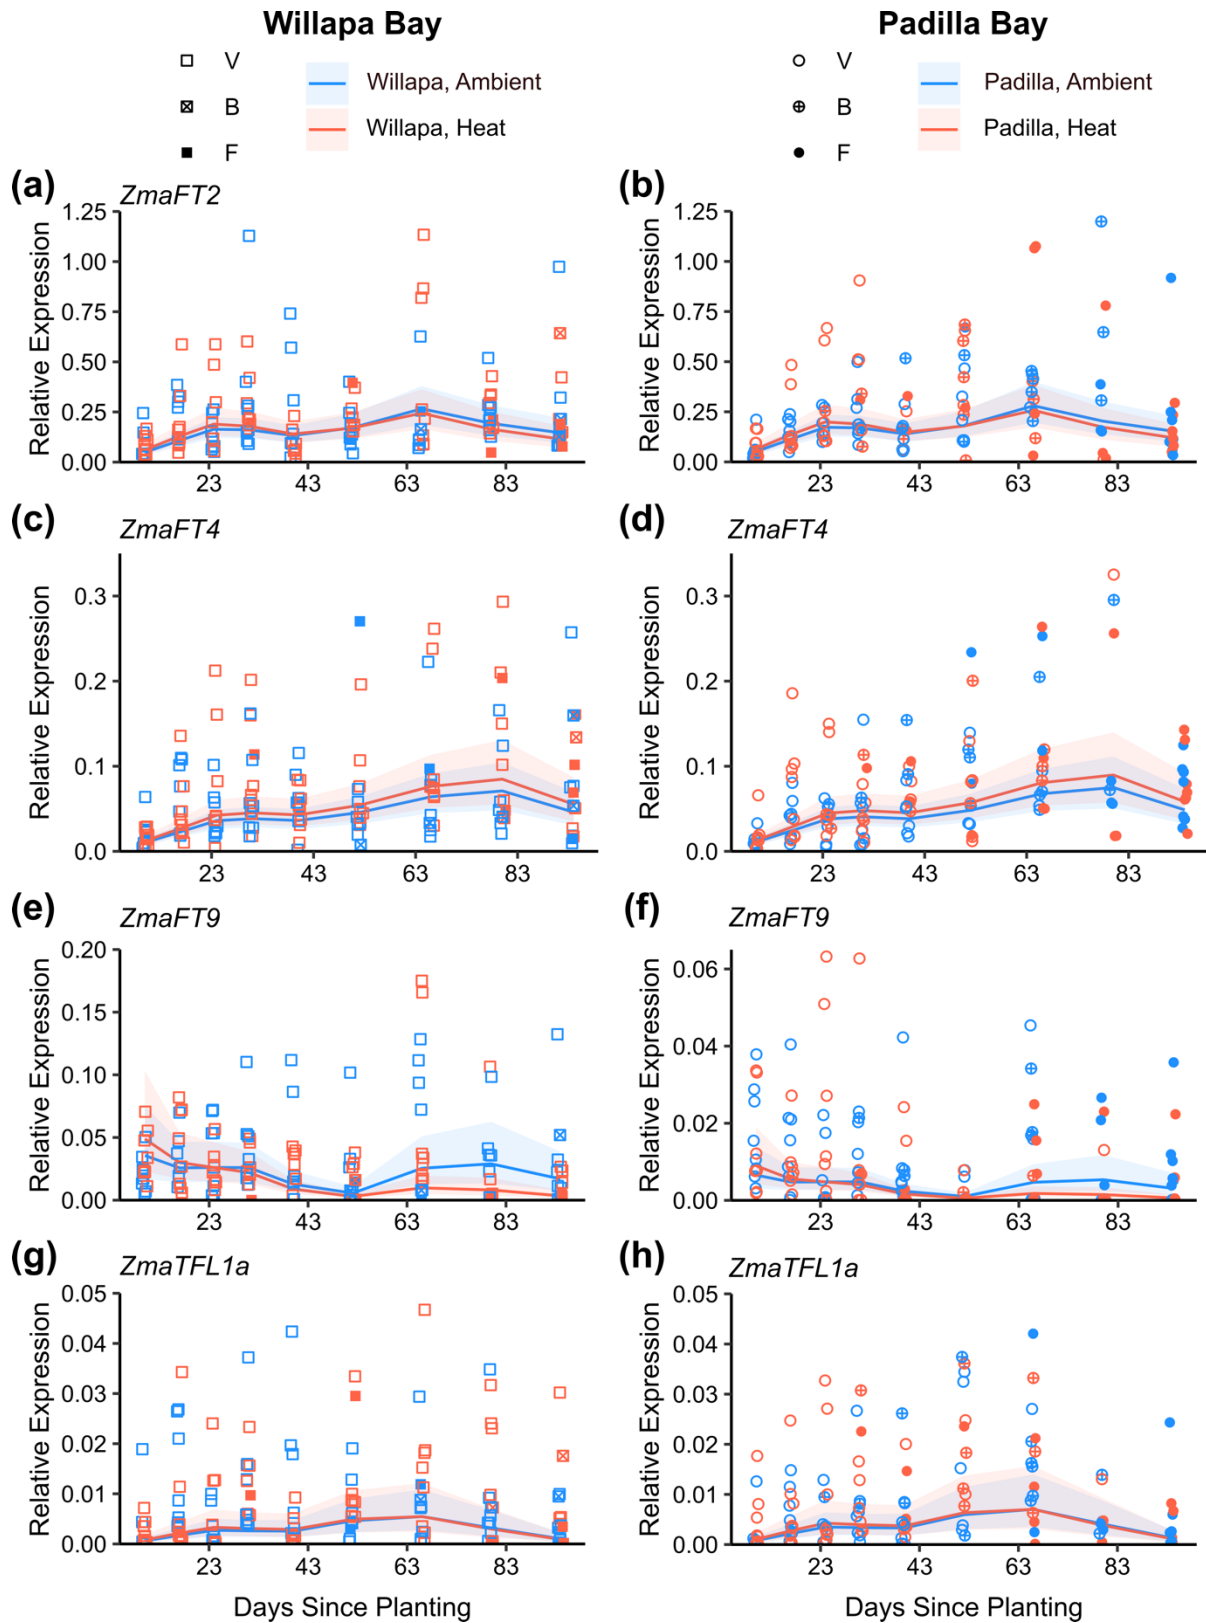 Willapa Bay
V
B
F
Willapa, Ambient
Willapa, Heat
Padilla Bay
V
B
F
Padilla, Ambient
Padilla, Heat
(a) ZmaFT2
Relative Expression
1.25
1.00
0.75
0.50
0.25
0.00
23 43 63 83
(b)
Relative Expression
1.25
1.00
0.75
0.50
0.25
0.00
23 43 63 83
(c) ZmaFT4
Relative Expression
0.3
0.2
0.1
0.0
23 43 63 83
(d) ZmaFT4
Relative Expression
0.3
0.2
0.1
0.0
23 43 63 83
(e) ZmaFT9
Relative Expression
0.20
0.15
0.10
0.05
0.00
23 43 63 83
(f) ZmaFT9
Relative Expression
0.06
0.04
0.02
0.00
23 43 63 83
(g) ZmaTFL1a
Relative Expression
0.05
0.04
0.03
0.02
0.01
0.00
23 43 63 83
Days Since Planting
(h) ZmaTFL1a
Relative Expression
0.05
0.04
0.03
0.02
0.01
0.00
23 43 63 83
Days Since Planting